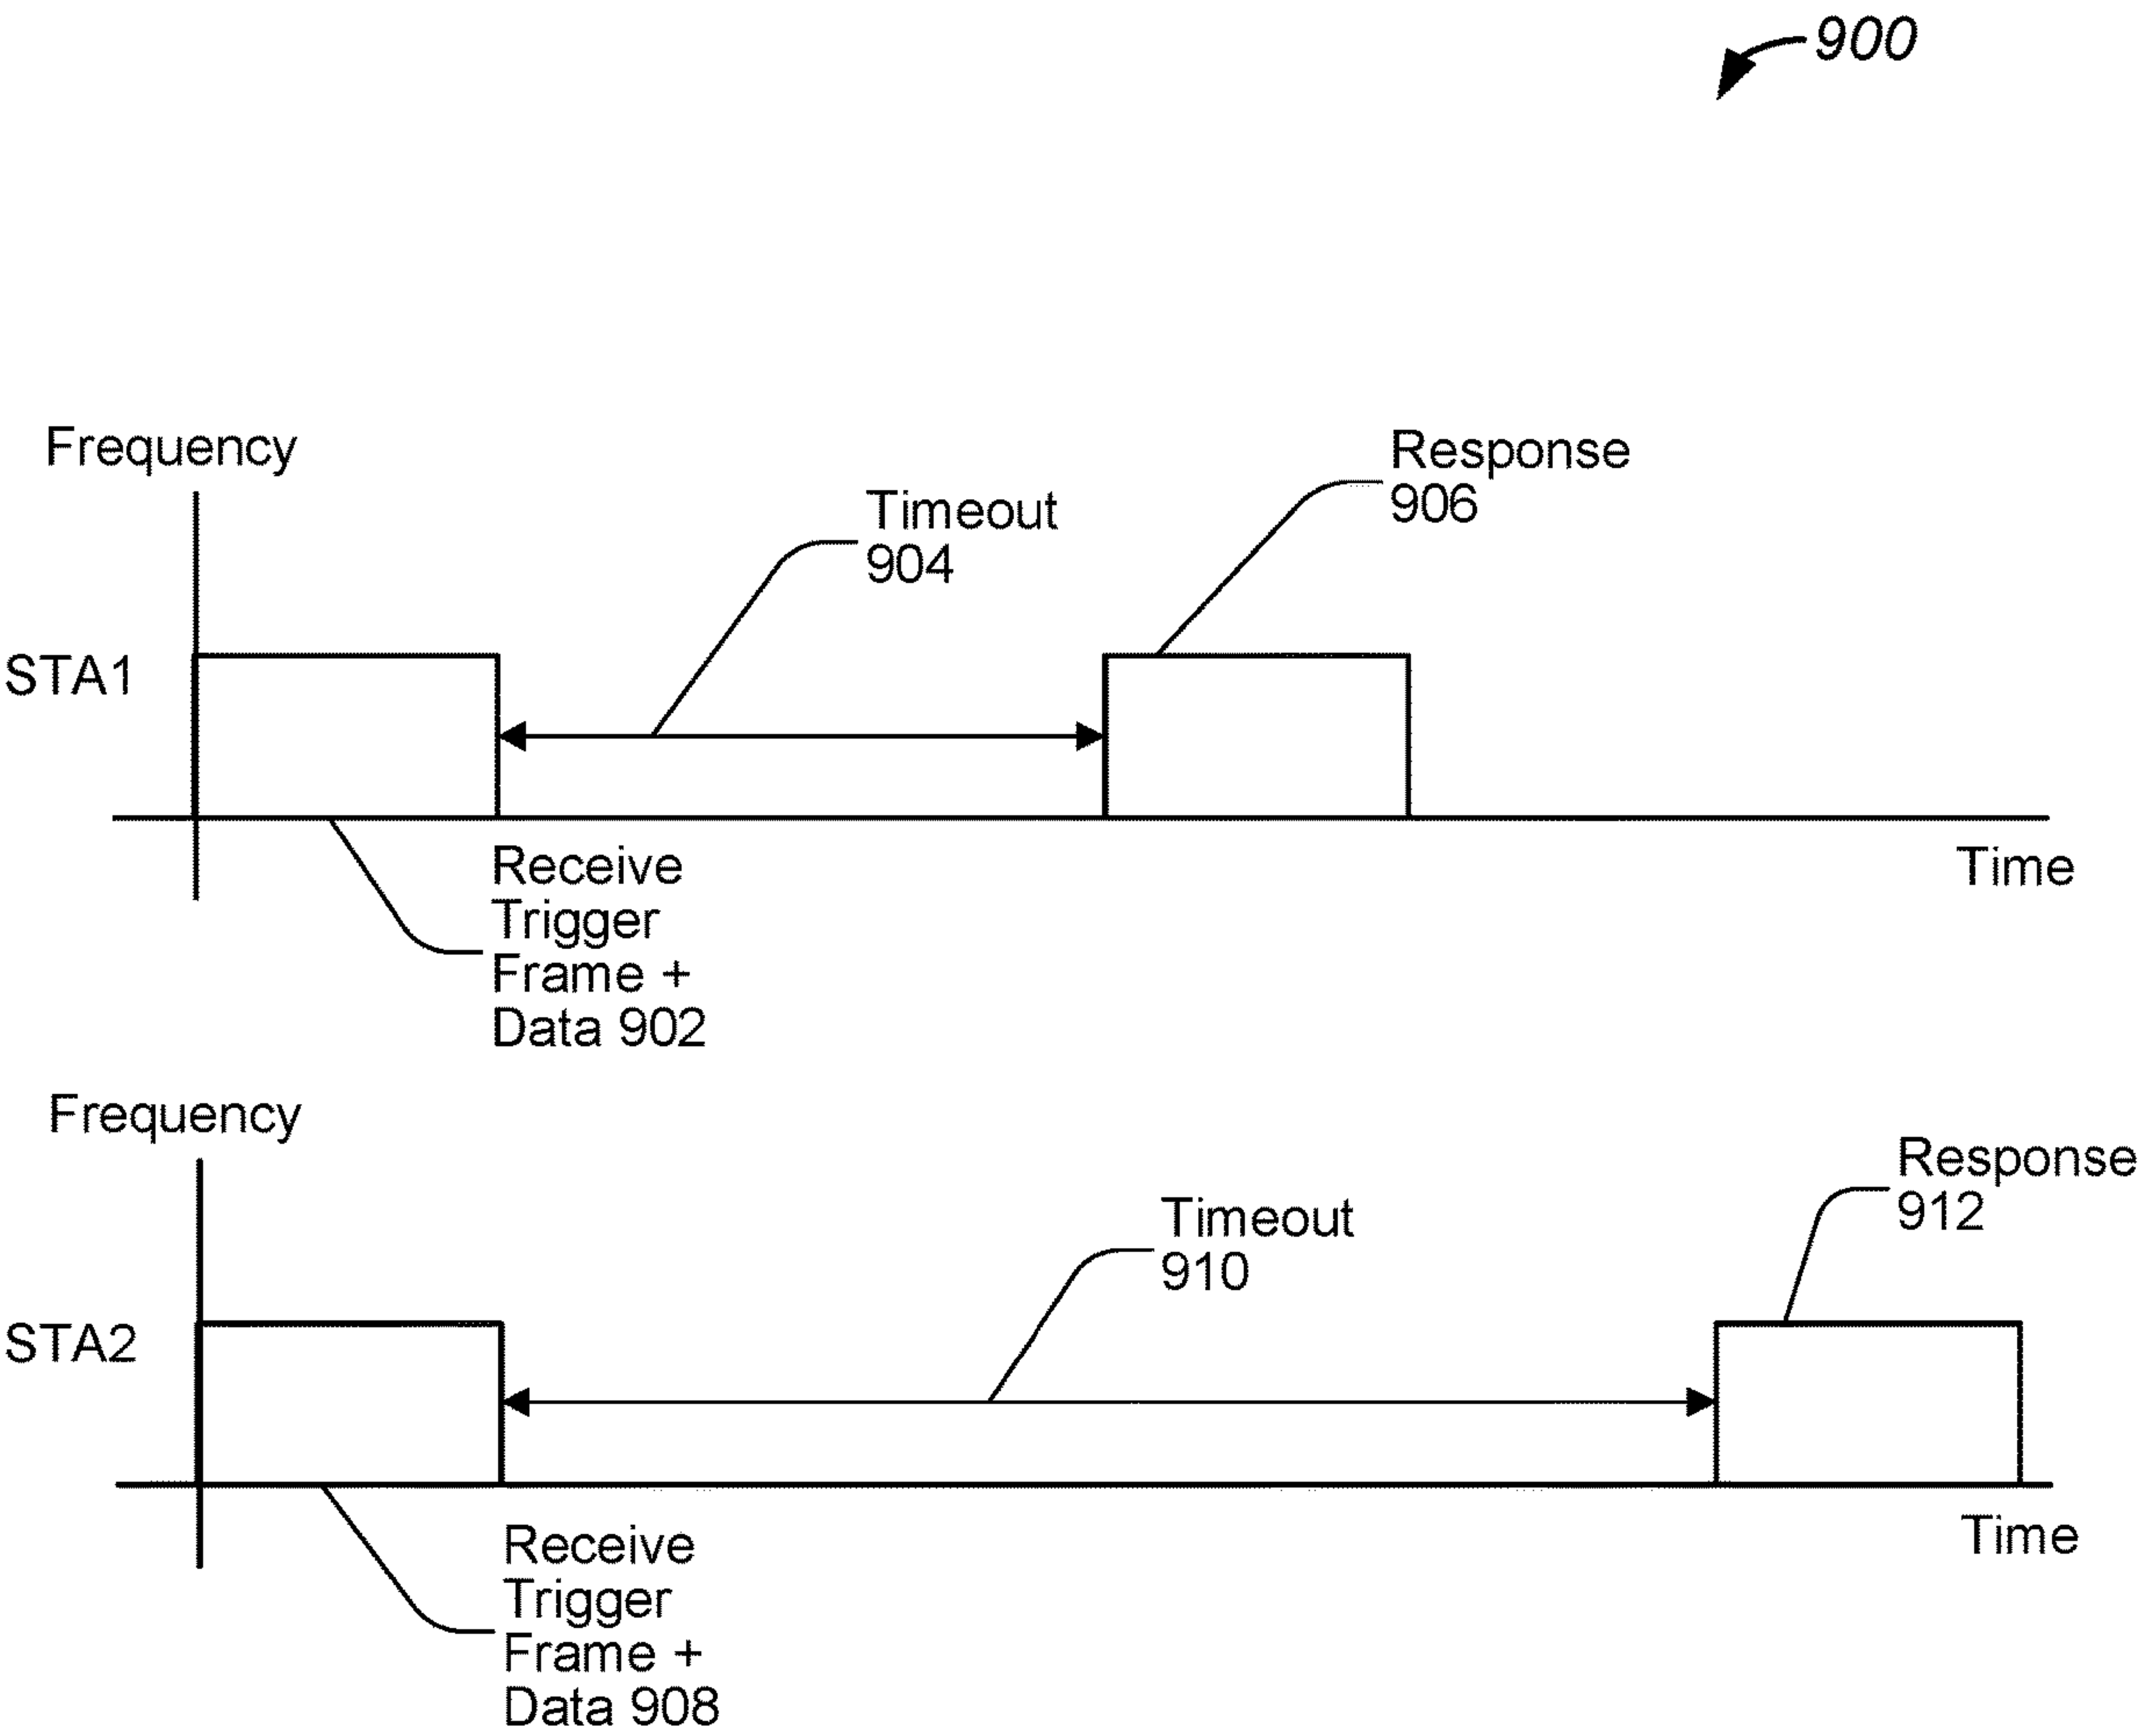 900
Frequency
Response
906
Timeout
904
STA1
Time
Receive
Trigger
Frame +
Data 902
Frequency
Response
912
Timeout
910
STA2
Time
Receive
Trigger
Frame +
Data 908